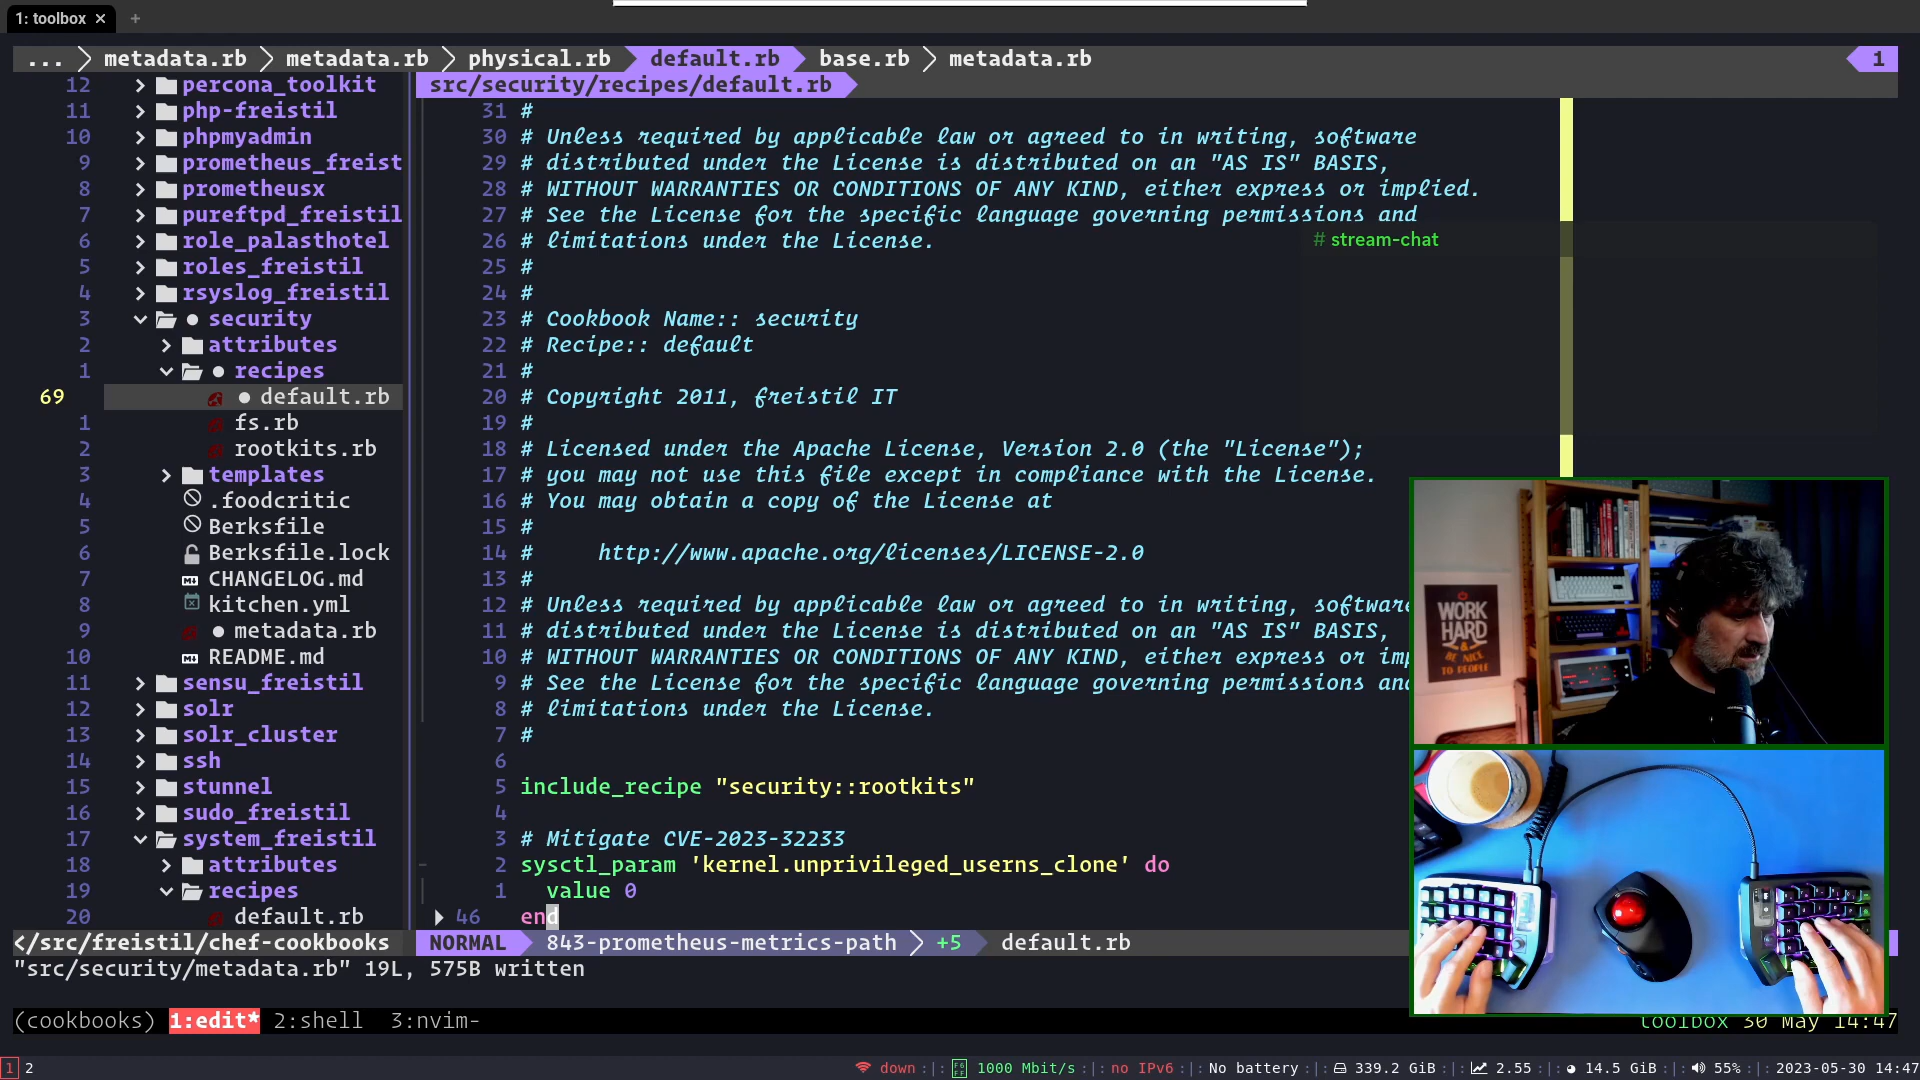 1: toolbox × +
... metadata.rb metadata.rb physical.rb default.rb base.rb metadata.rb 1
12 percona_toolkit
11 php-freistil
10 phpmyadmin
9 prometheus_freist
8 prometheusx
7 pureftpd_freistil
6 role_palasthotel
5 roles_freistil
4 rsyslog_freistil
3 security
2 attributes
1 recipes
69 default.rb
1 fs.rb
2 rootkits.rb
3 templates
4 .foodcritic
5 Berksfile
6 Berksfile.lock
7 CHANGELOG.md
8 kitchen.yml
9 metadata.rb
10 README.md
11 sensu_freistil
12 solr
13 solr_cluster
14 ssh
15 stunnel
16 sudo_freistil
17 system_freistil
18 attributes
19 recipes
20 default.rb
</src/freistil/chef-cookbooks
src/security/recipes/default.rb
31 #
30 # Unless required by applicable law or agreed to in writing, software
29 # distributed under the License is distributed on an "AS IS" BASIS,
28 # WITHOUT WARRANTIES OR CONDITIONS OF ANY KIND, either express or implied.
27 # See the License for the specific language governing permissions and
26 # limitations under the License.
25 #
24 #
23 # Cookbook Name:: security
22 # Recipe:: default
21 #
20 # Copyright 2011, freistil IT
19 #
18 # Licensed under the Apache License, Version 2.0 (the "License");
17 # you may not use this file except in compliance with the License.
16 # You may obtain a copy of the License at
15 #
14 # http://www.apache.org/licenses/LICENSE-2.0
13 #
12 # Unless required by applicable law or agreed to in writing, software
11 # distributed under the License is distributed on an "AS IS" BASIS,
10 # WITHOUT WARRANTIES OR CONDITIONS OF ANY KIND, either express or imp
9 # See the License for the specific language governing permissions and
8 # limitations under the License.
7 #
6
5 include_recipe "security::rootkits"
4
3 # Mitigate CVE-2023-32233
2 sysctl_param 'kernel.unprivileged_userns_clone' do
1 value 0
46 end
# stream-chat
WORK
HARD
&
BE NICE
TO PEOPLE
NORMAL 843-prometheus-metrics-path +5 default.rb
"src/security/metadata.rb" 19L, 575B written
(cookbooks) 1:edit* 2:shell 3:nvim-
toolbox 30 May 14:47
1 2
down :|: 1000 Mbit/s :|: no IPv6 :|: No battery :|: 339.2 GiB :|: 2.55 :|: 14.5 GiB :|: 55% :|: 2023-05-30 14:47